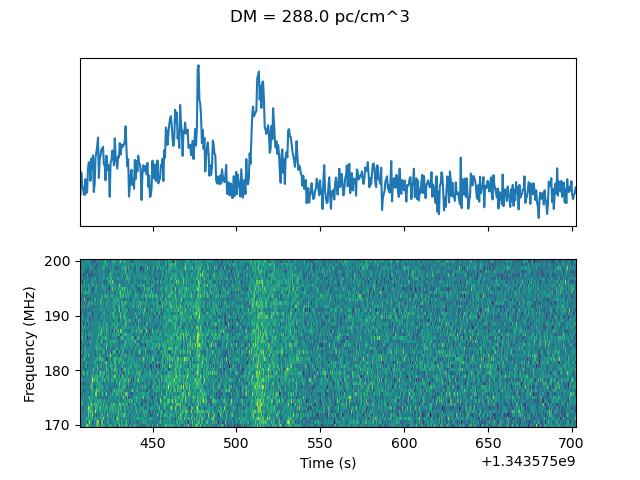 DM = 288.0 pc/cm^3
200
190
180
170
Frequency (MHz)
450 500 550 600 650 700
Time (s)
+1.343575e9